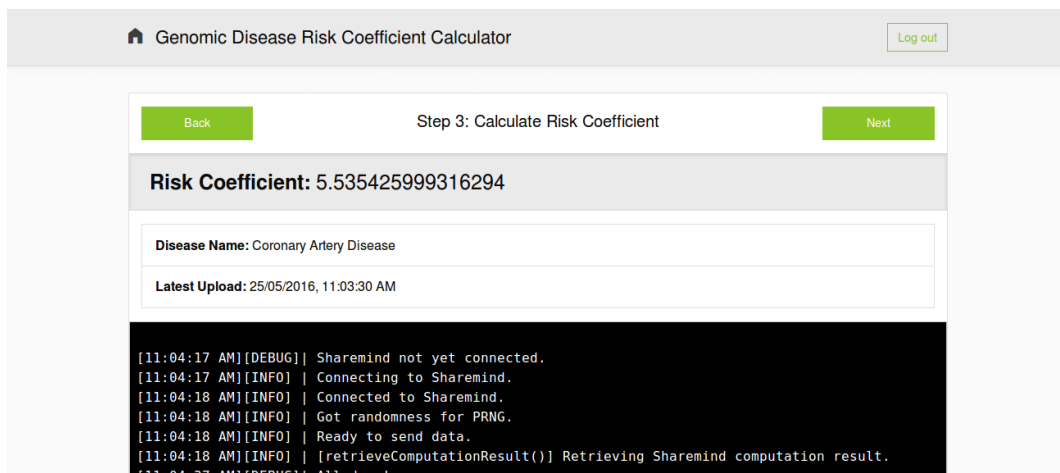 Genomic Disease Risk Coefficient Calculator
Log out
Back
Step 3: Calculate Risk Coefficient
Next
Risk Coefficient: 5.535425999316294
Disease Name: Coronary Artery Disease
Latest Upload: 25/05/2016, 11:03:30 AM
[11:04:17 AM][DEBUG]| Sharemind not yet connected.
[11:04:17 AM][INFO] | Connecting to Sharemind.
[11:04:18 AM][INFO] | Connected to Sharemind.
[11:04:18 AM][INFO] | Got randomness for PRNG.
[11:04:18 AM][INFO] | Ready to send data.
[11:04:18 AM][INFO] | [retrieveComputationResult()] Retrieving Sharemind computation result.